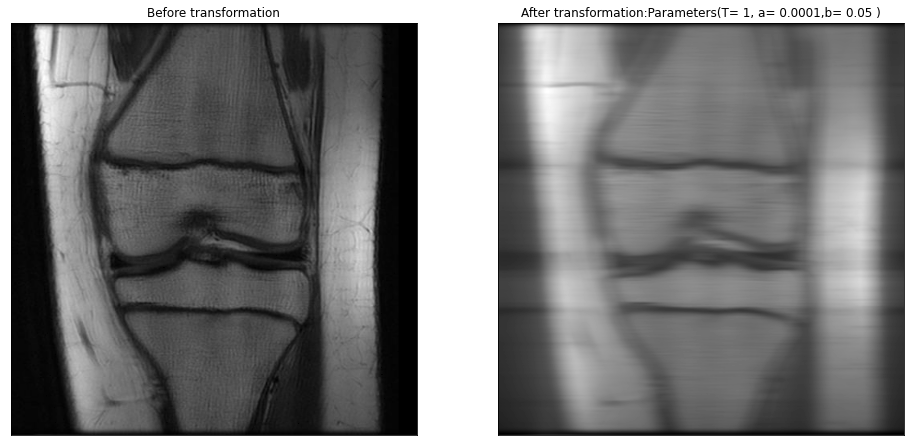 Before transformation
After transformation:Parameters(T= 1, a= 0.0001,b= 0.05 )